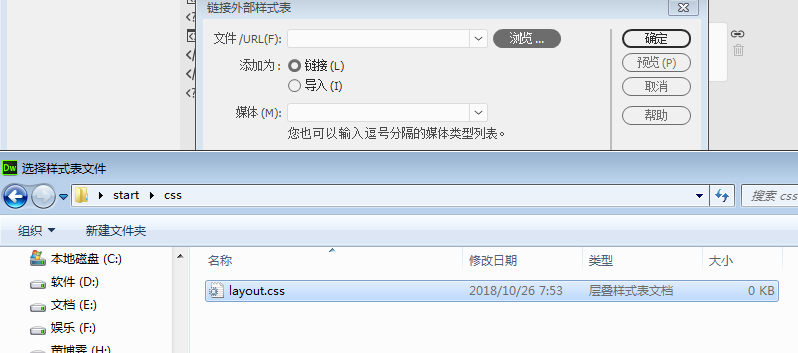 链接外部样式表
<?
文件 /URL(F):
浏览 ...
确定
添加为：
链接 (L)
预览 (P)
</
导入 (I)
取消
</
媒体 (M):
帮助
<?
您也可以输入逗号分隔的媒体类型列表。
Dw 选择样式表文件
start
css
搜索 css
组织
新建文件夹
本地磁盘 (C:)
名称
修改日期
类型
大小
软件 (D:)
layout.css
2018/10/26 7:53
层叠样式表文档
0 KB
文档 (E:)
娱乐 (F:)